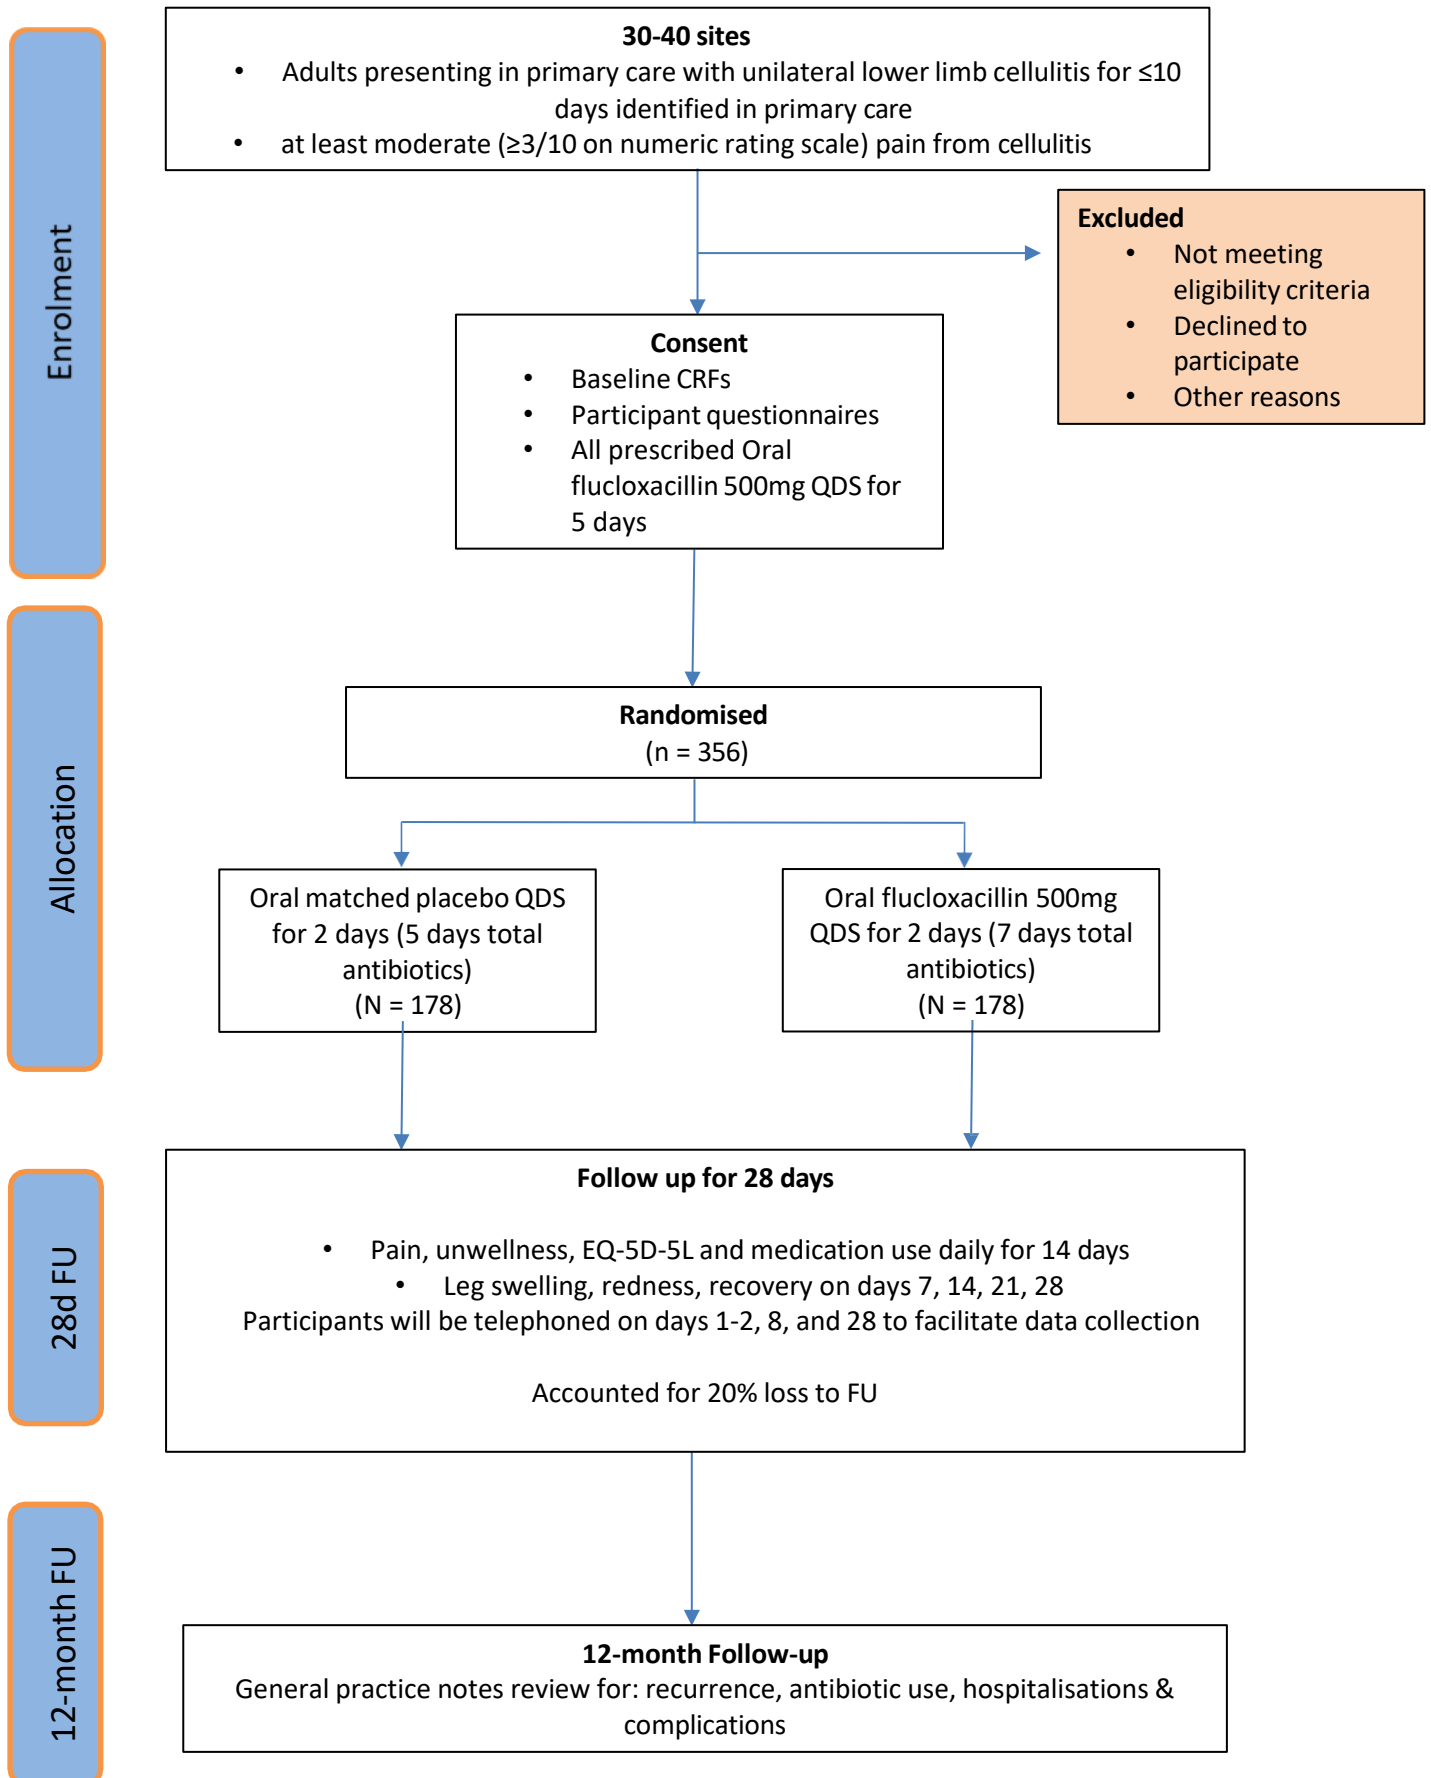 30-40 sites
• Adults presenting in primary care with unilateral lower limb cellulitis for ≤10
days identified in primary care
• at least moderate (≥3/10 on numeric rating scale) pain from cellulitis
Enrolment
Excluded
• Not meeting
eligibility criteria
• Declined to
participate
• Other reasons
Consent
• Baseline CRFs
• Participant questionnaires
• All prescribed Oral
flucloxacillin 500mg QDS for
5 days
Allocation
Randomised
(n = 356)
Oral matched placebo QDS
for 2 days (5 days total
antibiotics)
(N = 178)
Oral flucloxacillin 500mg
QDS for 2 days (7 days total
antibiotics)
(N = 178)
28d FU
Follow up for 28 days
• Pain, unwellness, EQ-5D-5L and medication use daily for 14 days
• Leg swelling, redness, recovery on days 7, 14, 21, 28
Participants will be telephoned on days 1-2, 8, and 28 to facilitate data collection
Accounted for 20% loss to FU
12-month FU
12-month Follow-up
General practice notes review for: recurrence, antibiotic use, hospitalisations &
complications